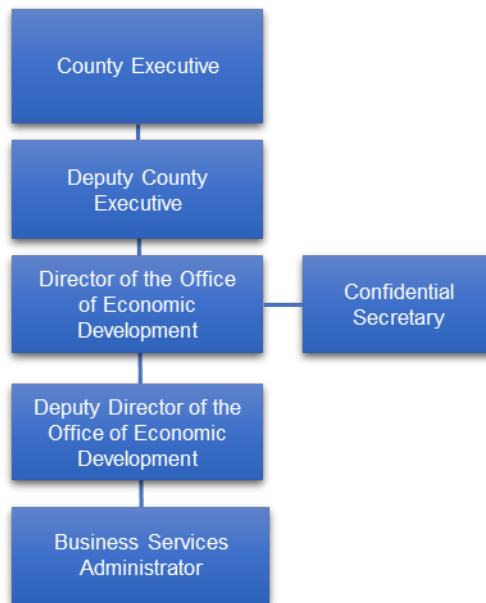 County Executive
Deputy County
Executive
Director of the Office
of Economic
Development
Confidential
Secretary
Deputy Director of the
Office of Economic
Development
Business Services
Administrator